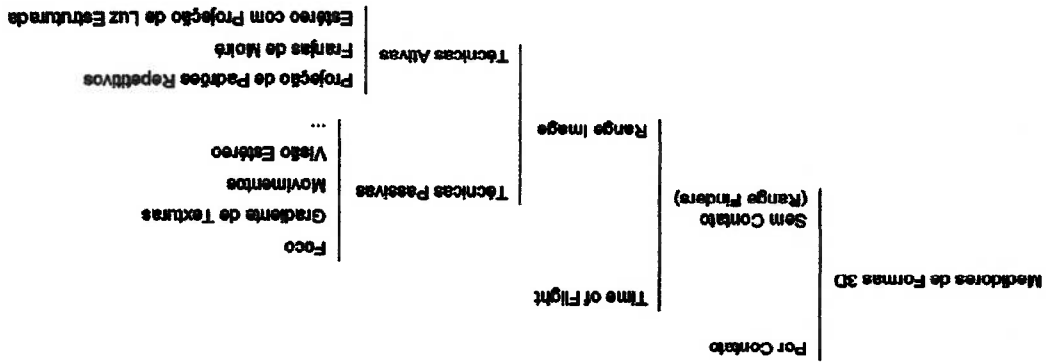 Por Contato
Medidores de Formas 3D
Sem Contato
(Range Finders)
Time of Flight
Range Image
Técnicas Passivas
Foco
Gradiente de Texturas
Movimentos
Visão Estéreo
...
Técnicas Ativas
Projeção de Padrões Repetitivos
Franjas de Moiré
Estéreo com Projeção de Luz Estruturada